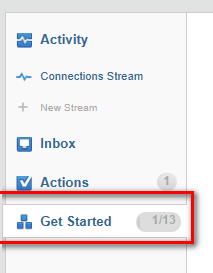 Activity
Connections Stream
New Stream
Inbox
Actions 1
Get Started 1/13